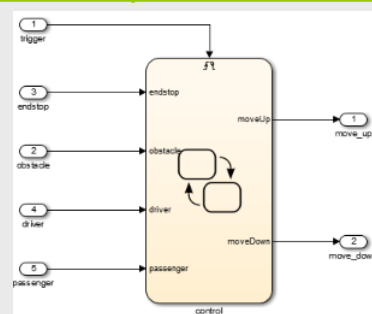 1
trigger
3
endstop
endstop
moveUp
1
move_up
2
obstacle
obstacle
4
driver
driver
moveDown
2
move_down
5
passenger
passenger
control